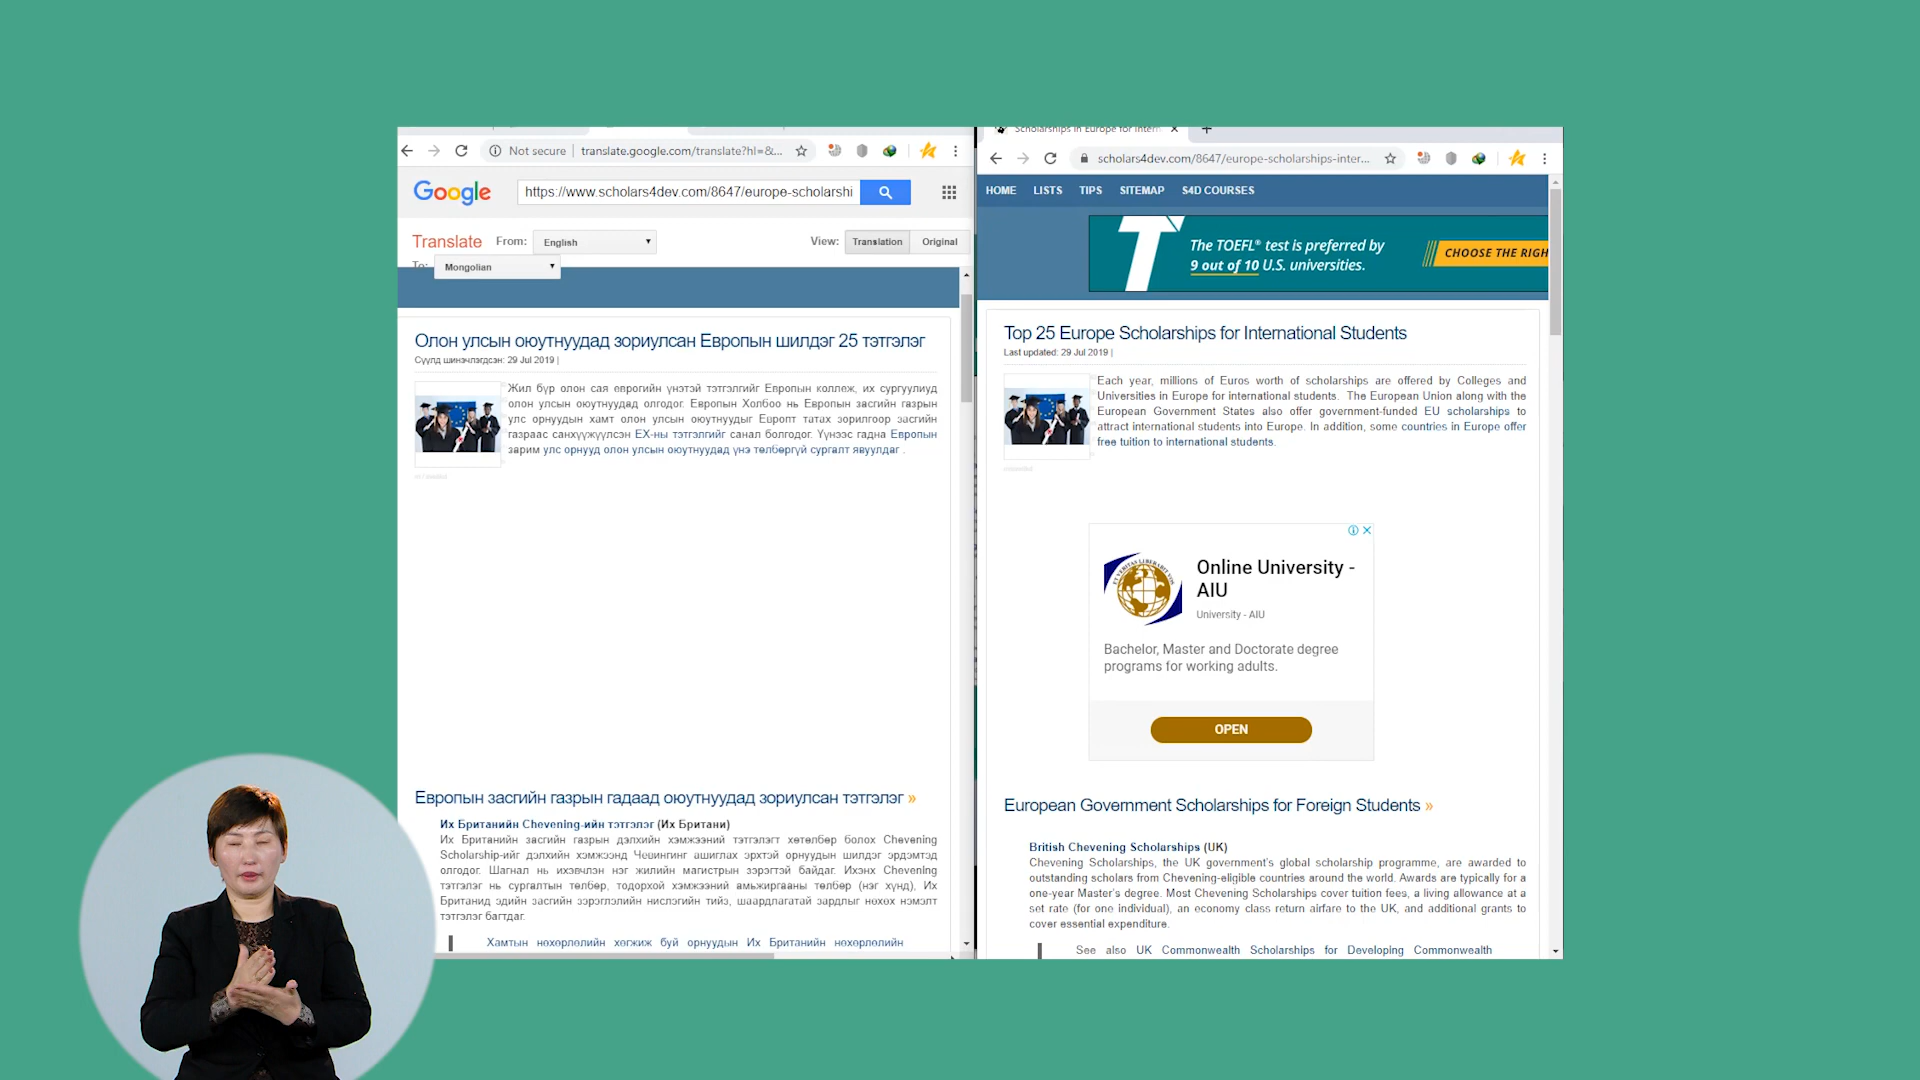 Not secure
translate.google.com/translate?hl=&...
Google
https://www.scholars4dev.com/8647/europe-scholarshi
Translate
From:
English
View:
Translation
Original
To:
Mongolian
Олон улсын оюутнуудад зориулсан Европын шилдэг 25 тэтгэлэг
Сүүлд шинэчлэгдсэн: 29 Jul 2019 |
Жил бүр олон сая еврогийн үнэтэй тэтгэлгийг Европын коллеж, их сургуулиуд
олон улсын оюутнуудад олгодог. Европын Холбоо нь Европын засгийн газрын
улс орнуудын хамт олон улсын оюутнуудыг Европт татах зорилгоор засгийн
газраас санхүүжүүлсэн ЕХ-ны тэтгэлгийг санал болгодог. Үүнээс гадна Европын
зарим улс орнууд олон улсын оюутнуудад үнэ төлбөргүй сургалт явуулдаг .
Европын засгийн газрын гадаад оюутнуудад зориулсан тэтгэлэг »
Их Британийн Chevening-ийн тэтгэлэг (Их Британи)
Их Британийн засгийн газрын дэлхийн хэмжээний тэтгэлэгт хөтөлбөр болох Chevening
Scholarship-ийг дэлхийн хэмжээнд Чевинингт ашиглах эрхтэй орнуудын шилдэг эрдэмтэд
олгодог. Шагнал нь ихэвчлэн нэг жилийн магистрын зэрэгтэй байдаг. Ихэнх Chevening
тэтгэлэг нь сургалтын төлбөр, тодорхой хэмжээний амьжиргааны төлбөр (нэг хүнд), Их
Британид эдийн засгийн зэрэглэлийн нислэгийн тийз, шаардлагатай зардлыг нөхөх нэмэлт
тэтгэлэг багтдаг.
Хамтын нөхөрлөлийн хөгжиж буй орнуудын Их Британийн нөхөрлөлийн
Scholarships in Europe for Intern
scholars4dev.com/8647/europe-scholarships-inter...
HOME LISTS TIPS SITEMAP S4D COURSES
The TOEFL® test is preferred by
9 out of 10 U.S. universities.
CHOOSE THE RIGH
Top 25 Europe Scholarships for International Students
Last updated: 29 Jul 2019 |
Each year, millions of Euros worth of scholarships are offered by Colleges and
Universities in Europe for international students. The European Union along with the
European Government States also offer government-funded EU scholarships to
attract international students into Europe. In addition, some countries in Europe offer
free tuition to international students.
Online University -
AIU
University - AIU
Bachelor, Master and Doctorate degree
programs for working adults.
OPEN
European Government Scholarships for Foreign Students »
British Chevening Scholarships (UK)
Chevening Scholarships, the UK government's global scholarship programme, are awarded to
outstanding scholars from Chevening-eligible countries around the world. Awards are typically for a
one-year Master's degree. Most Chevening Scholarships cover tuition fees, a living allowance at a
set rate (for one individual), an economy class return airfare to the UK, and additional grants to
cover essential expenditure.
See also UK Commonwealth Scholarships for Developing Commonwealth